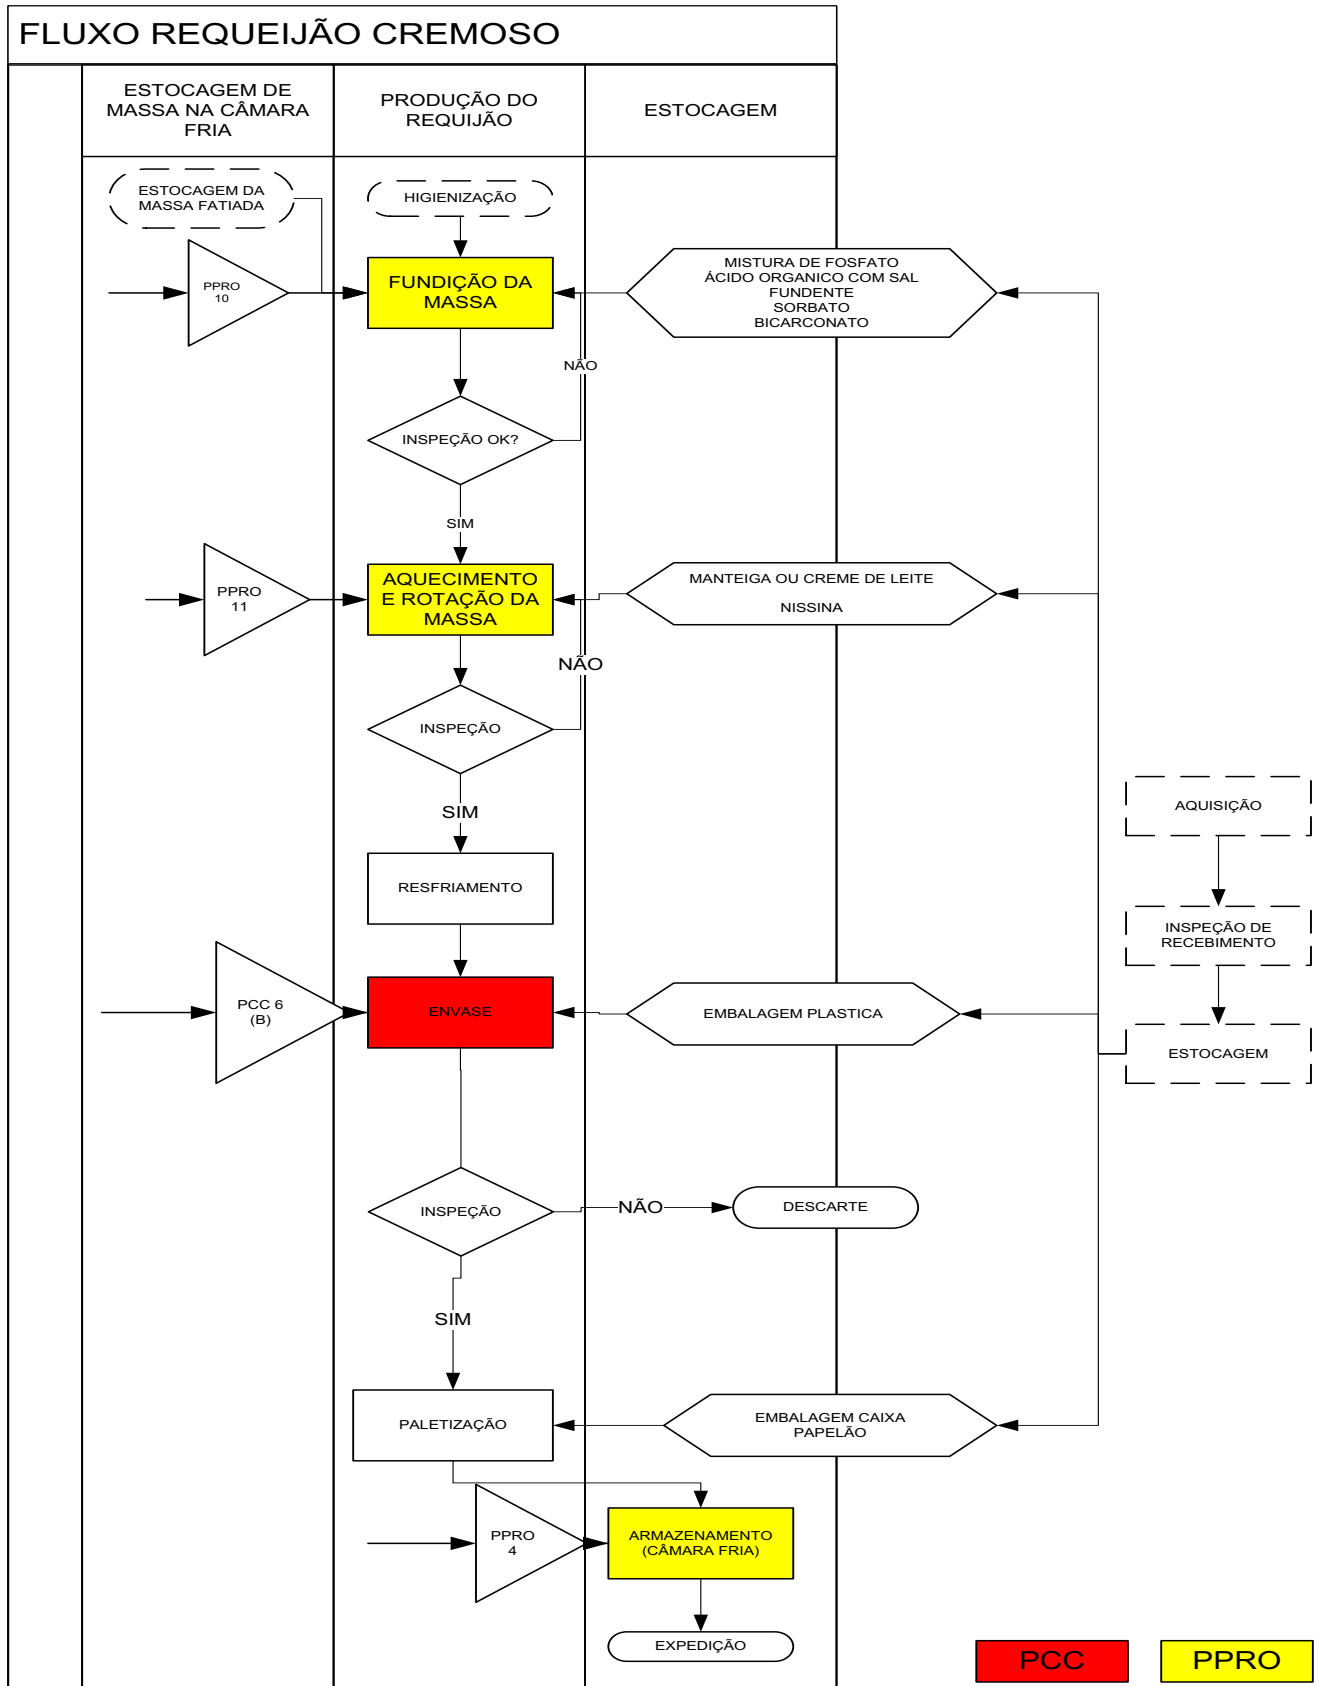 FLUXO REQUEIJÃO CREMOSO
ESTOCAGEM DE
MASSA NA CÂMARA
FRIA
PRODUÇÃO DO
REQUIJÃO
ESTOCAGEM
ESTOCAGEM DA
MASSA FATIADA
HIGIENIZAÇÃO
PPRO
10
FUNDIÇÃO DA
MASSA
MISTURA DE FOSFATO
ÁCIDO ORGANICO COM SAL
FUNDENTE
SORBATO
BICARCONATO
NÃO
INSPEÇÃO OK?
SIM
PPRO
11
AQUECIMENTO
E ROTAÇÃO DA
MASSA
MANTEIGA OU CREME DE LEITE
NISSINA
NÃO
INSPEÇÃO
SIM
AQUISIÇÃO
RESFRIAMENTO
INSPEÇÃO DE
RECEBIMENTO
PCC 6
(B)
ENVASE
EMBALAGEM PLASTICA
ESTOCAGEM
INSPEÇÃO
NÃO
DESCARTE
SIM
PALETIZAÇÃO
EMBALAGEM CAIXA
PAPELÃO
PPRO
4
ARMAZENAMENTO
(CÂMARA FRIA)
EXPEDIÇÃO
PCC
PPRO